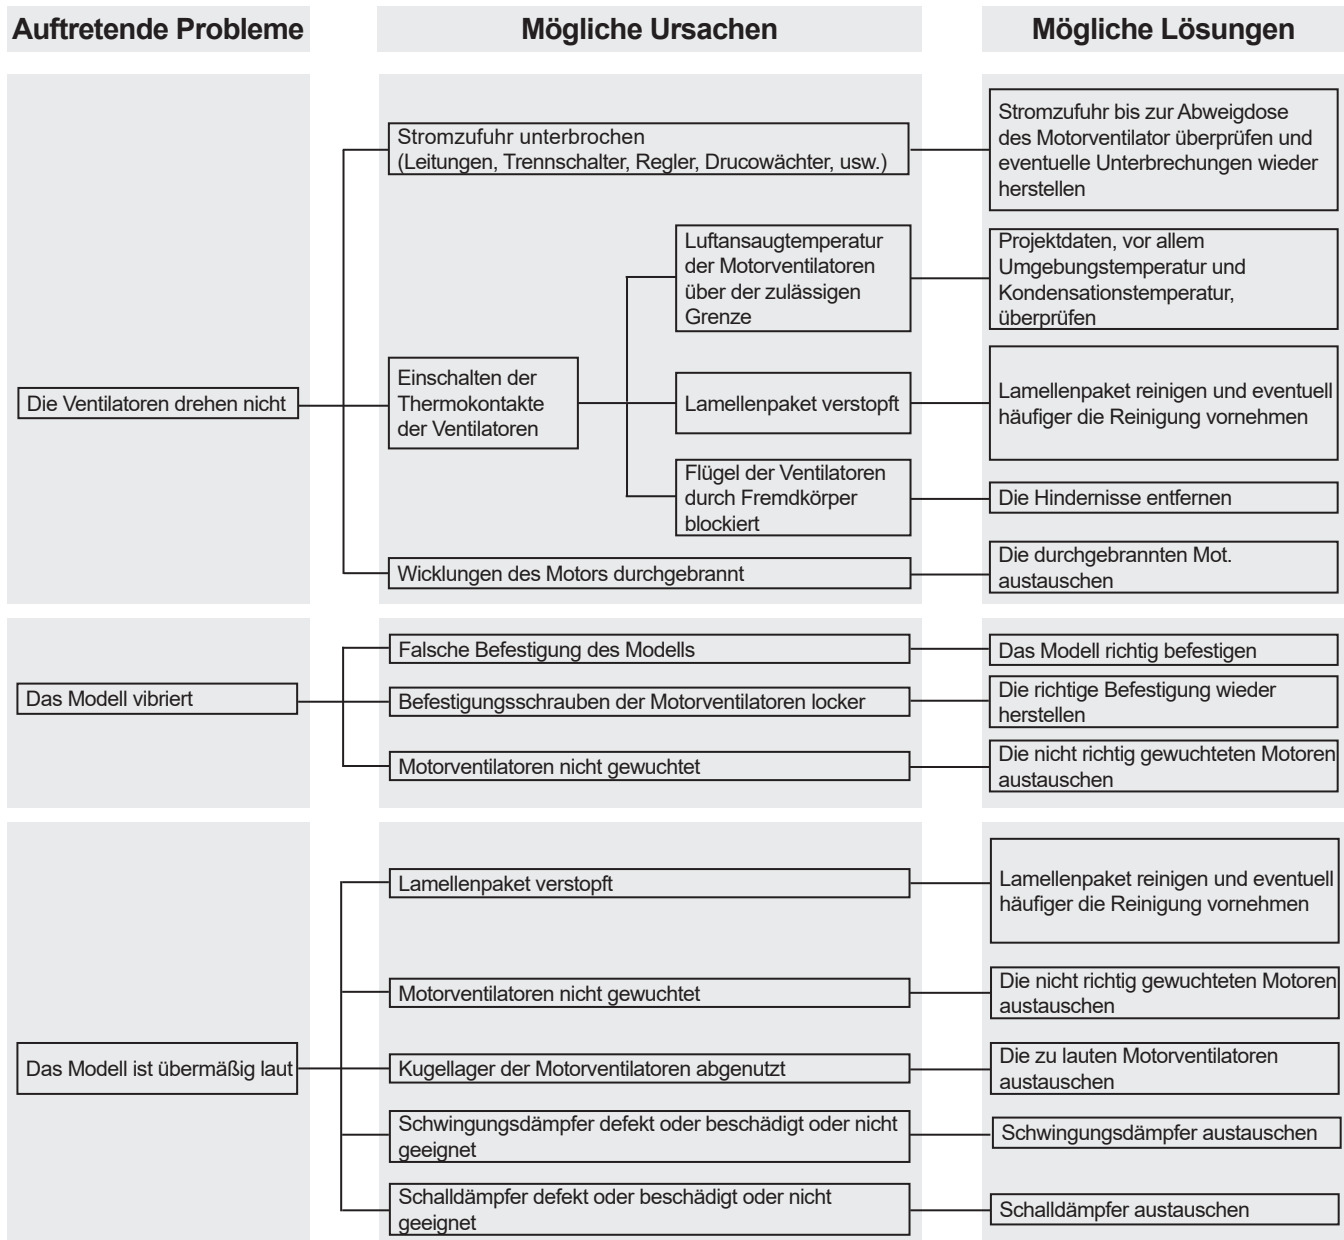 Auftretende Probleme
Mögliche Ursachen
Mögliche Lösungen
Die Ventilatoren drehen nicht
Stromzufuhr unterbrochen
(Leitungen, Trennschalter, Regler, Drucowächter, usw.)
Stromzufuhr bis zur Abweigdose
des Motorventilator überprüfen und
eventuelle Unterbrechungen wieder
herstellen
Einschalten der
Thermokontakte
der Ventilatoren
Luftansaugtemperatur
der Motorventilatoren
über der zulässigen
Grenze
Projektdaten, vor allem
Umgebungstemperatur und
Kondensationstemperatur,
überprüfen
Lamellenpaket verstopft
Lamellenpaket reinigen und eventuell
häufiger die Reinigung vornehmen
Flügel der Ventilatoren
durch Fremdkörper
blockiert
Die Hindernisse entfernen
Wicklungen des Motors durchgebrannt
Die durchgebrannten Mot.
austauschen
Das Modell vibriert
Falsche Befestigung des Modells
Das Modell richtig befestigen
Befestigungsschrauben der Motorventilatoren locker
Die richtige Befestigung wieder
herstellen
Motorventilatoren nicht gewuchtet
Die nicht richtig gewuchteten Motoren
austauschen
Das Modell ist übermäßig laut
Lamellenpaket verstopft
Lamellenpaket reinigen und eventuell
häufiger die Reinigung vornehmen
Motorventilatoren nicht gewuchtet
Die nicht richtig gewuchteten Motoren
austauschen
Kugellager der Motorventilatoren abgenutzt
Die zu lauten Motorventilatoren
austauschen
Schwingungsdämpfer defekt oder beschädigt oder nicht
geeignet
Schwingungsdämpfer austauschen
Schalldämpfer defekt oder beschädigt oder nicht
geeignet
Schalldämpfer austauschen